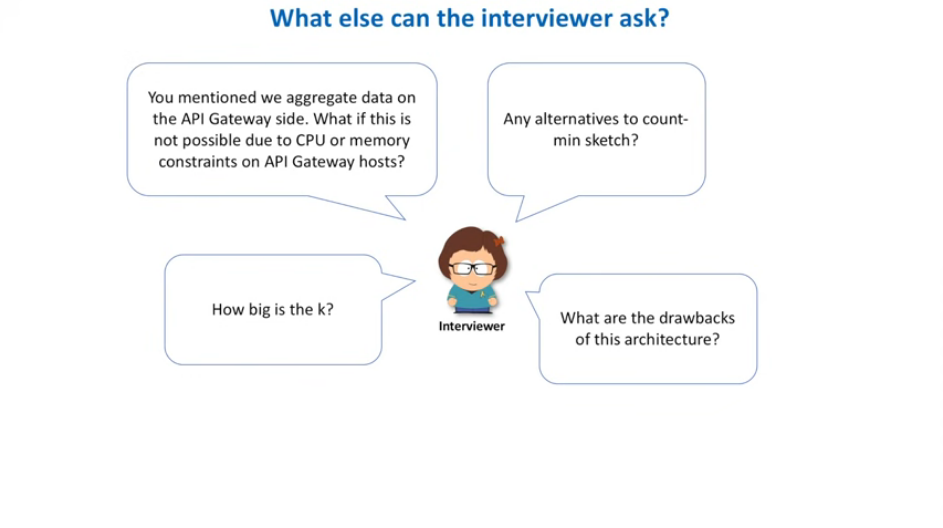 What else can the interviewer ask?
You mentioned we aggregate data on
the API Gateway side. What if this is
not possible due to CPU or memory
constraints on API Gateway hosts?
Any alternatives to count-
min sketch?
How big is the k?
Interviewer
What are the drawbacks
of this architecture?